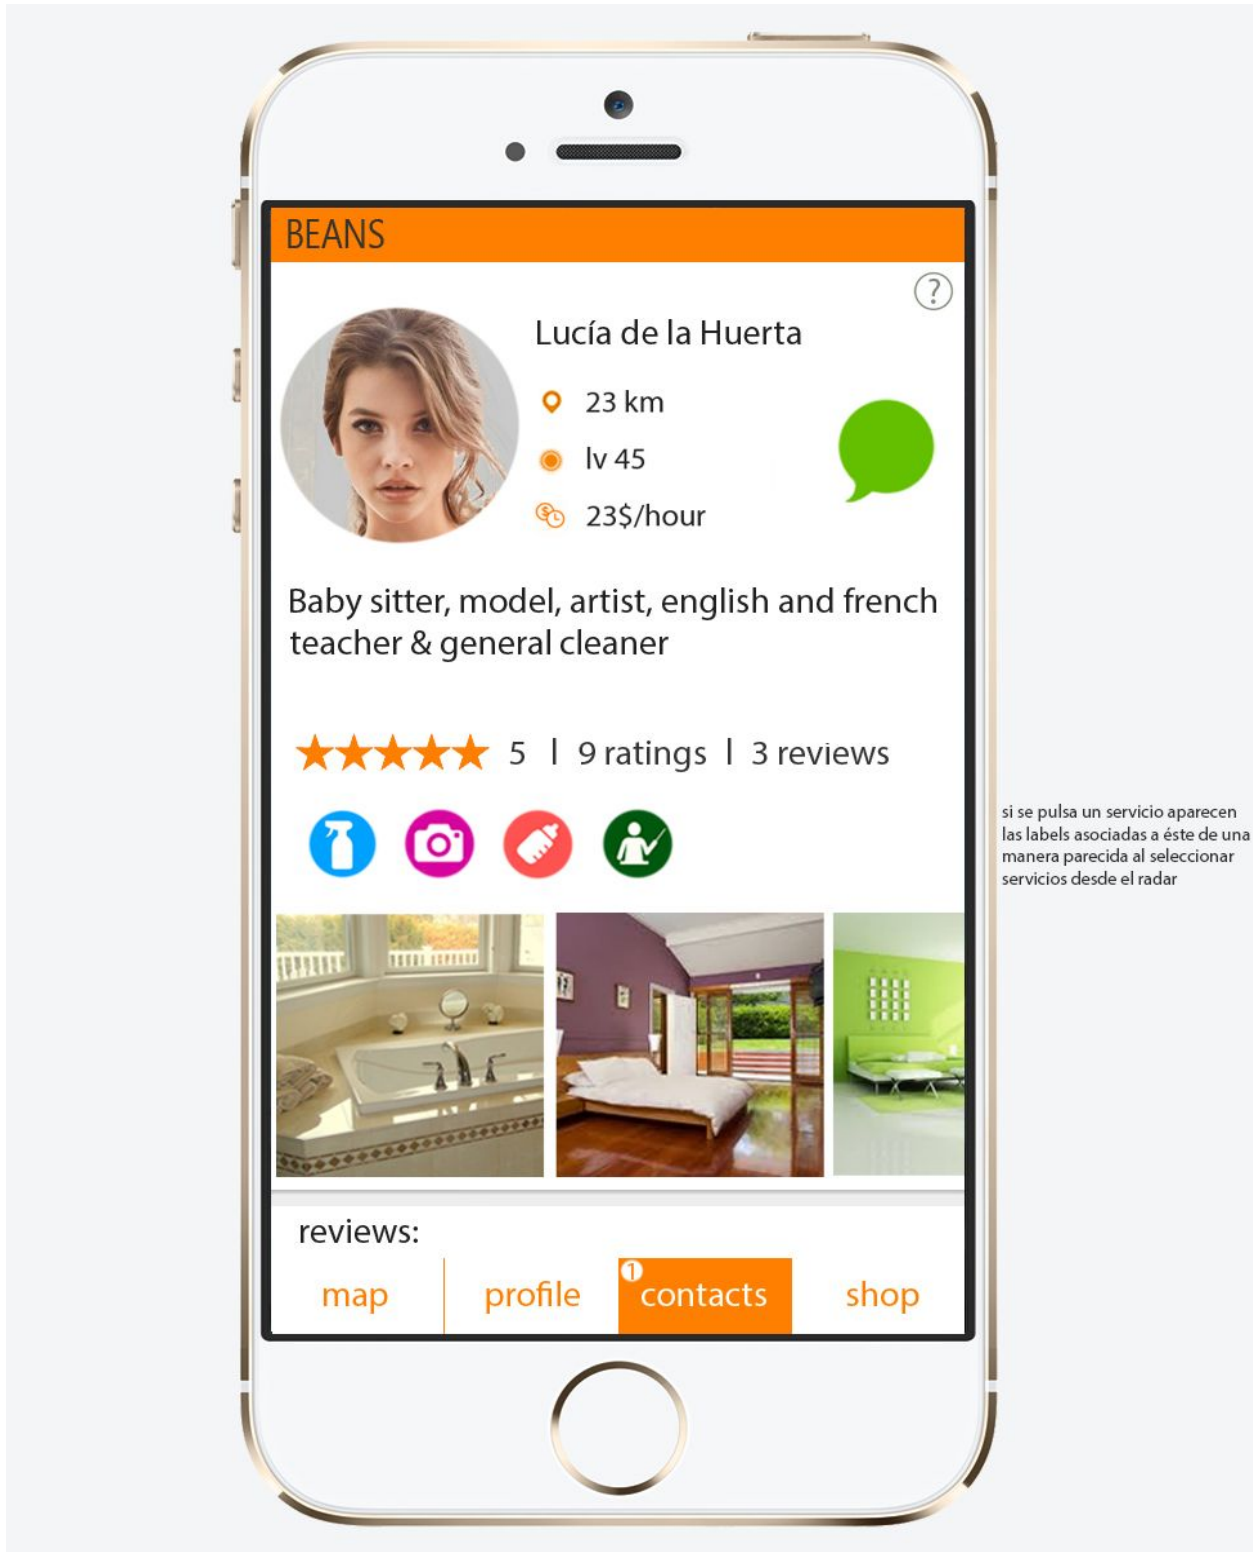 BEANS
?
Lucía de la Huerta
23 km
lv 45
23$/hour
Baby sitter, model, artist, english and french
teacher & general cleaner
5 | 9 ratings | 3 reviews
si se pulsa un servicio aparecen
las labels asociadas a éste de una
manera parecida al seleccionar
servicios desde el radar
reviews:
map profile 1 contacts shop